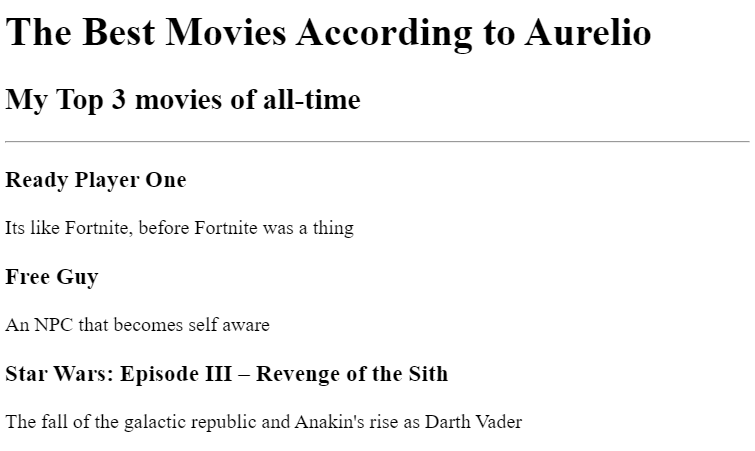 The Best Movies According to Aurelio
My Top 3 movies of all-time
Ready Player One
Its like Fortnite, before Fortnite was a thing
Free Guy
An NPC that becomes self aware
Star Wars: Episode III – Revenge of the Sith
The fall of the galactic republic and Anakin's rise as Darth Vader